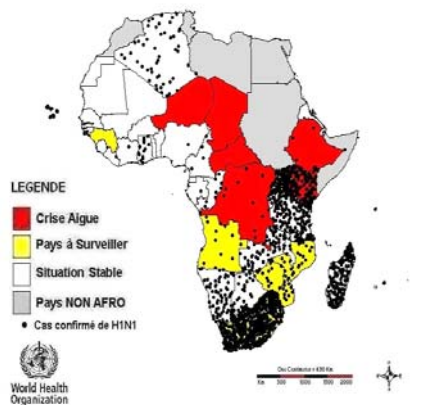 LEGENDE
Crise Aigue
Pays à Surveiller
Situation Stable
Pays NON AFRO
Cas confirmé de H1N1
World Health
Organization